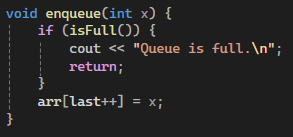 void enqueue(int x) {
    if (isFull()) {
        cout << "Queue is full.\n";
        return;
    }
    arr[last++] = x;
}